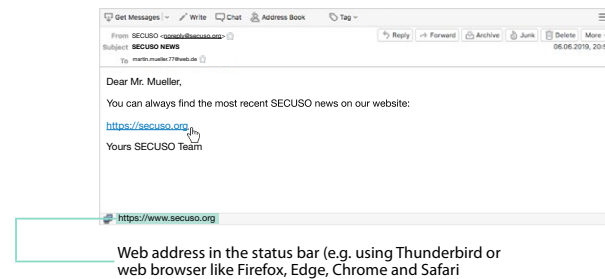 Get Messages Write Chat Address Book Tag
From SECUSO <noreply@secuso.org> Reply Forward Archive Junk Delete More
Subject SECUSO NEWS 06.06.2019, 20:5
To martin.mueller.77@web.de
Dear Mr. Mueller,
You can always find the most recent SECUSO news on our website:
https://secuso.org
Yours SECUSO Team
https://www.secuso.org
Web address in the status bar (e.g. using Thunderbird or
web browser like Firefox, Edge, Chrome and Safari